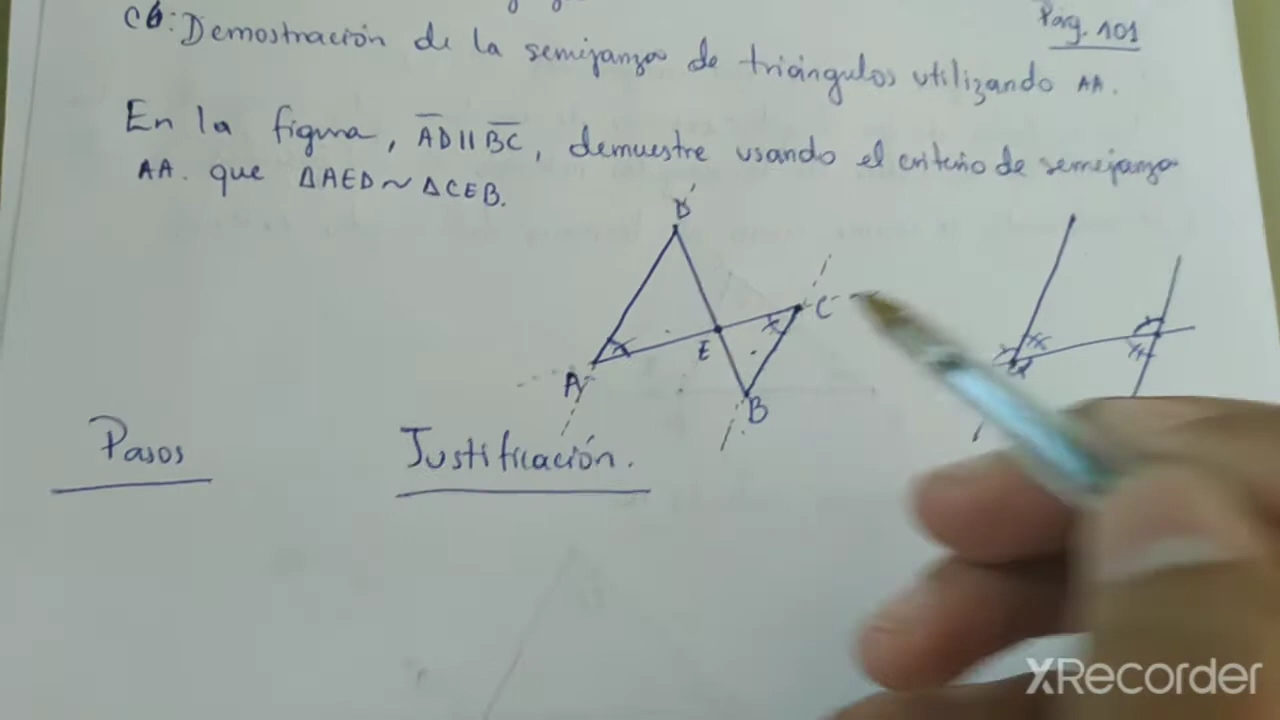 C6: Demostración de la semejanza de triángulos utilizando AA.
Pág. 101
En la figura, AD || BC, demuestre usando el criterio de semejanza
AA. que ΔAED ~ ΔCEB.
D
C
E
A
B
Pasos
Justificación.
XRecorder